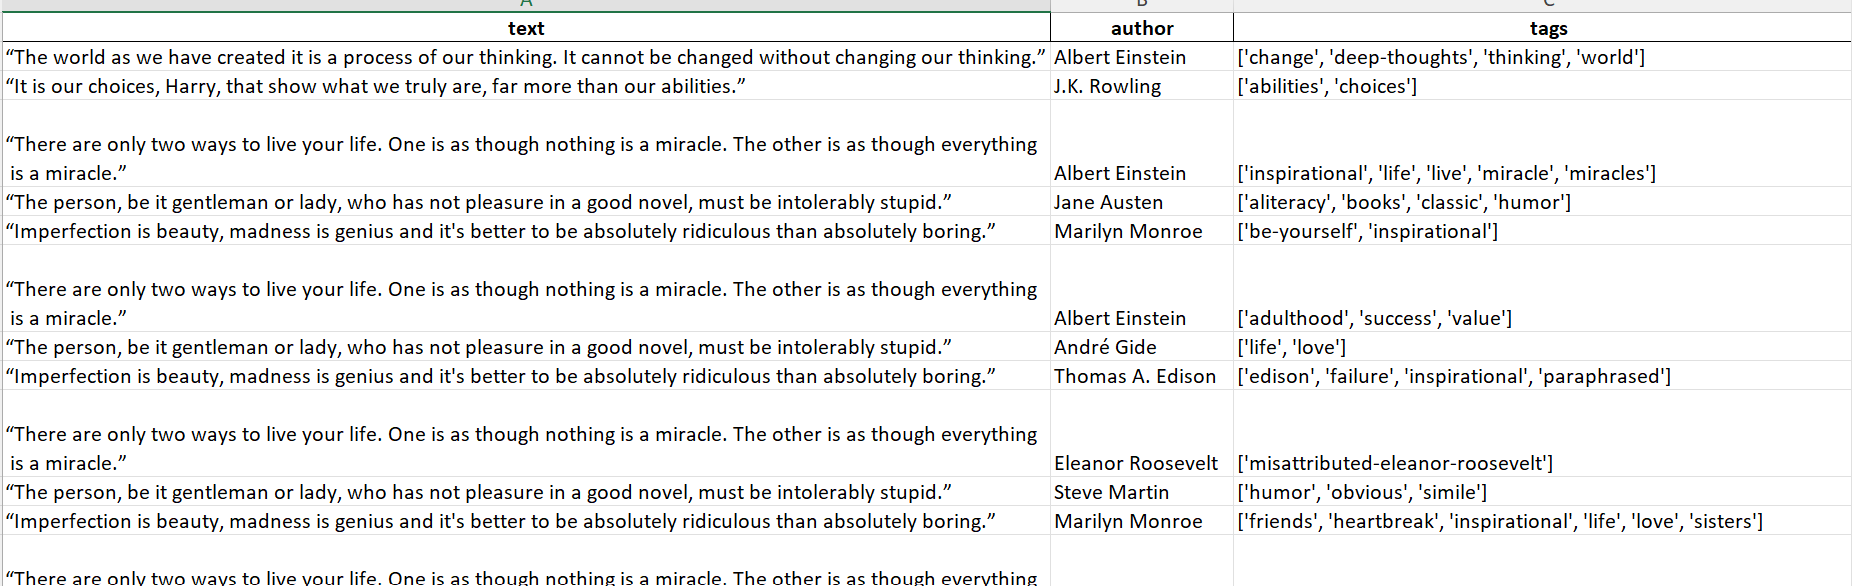 A B C
text author tags
“The world as we have created it is a process of our thinking. It cannot be changed without changing our thinking.” Albert Einstein ['change', 'deep-thoughts', 'thinking', 'world']
“It is our choices, Harry, that show what we truly are, far more than our abilities.” J.K. Rowling ['abilities', 'choices']
“There are only two ways to live your life. One is as though nothing is a miracle. The other is as though everything
is a miracle.” Albert Einstein ['inspirational', 'life', 'live', 'miracle', 'miracles']
“The person, be it gentleman or lady, who has not pleasure in a good novel, must be intolerably stupid.” Jane Austen ['aliteracy', 'books', 'classic', 'humor']
“Imperfection is beauty, madness is genius and it's better to be absolutely ridiculous than absolutely boring.” Marilyn Monroe ['be-yourself', 'inspirational']
“There are only two ways to live your life. One is as though nothing is a miracle. The other is as though everything
is a miracle.” Albert Einstein ['adulthood', 'success', 'value']
“The person, be it gentleman or lady, who has not pleasure in a good novel, must be intolerably stupid.” André Gide ['life', 'love']
“Imperfection is beauty, madness is genius and it's better to be absolutely ridiculous than absolutely boring.” Thomas A. Edison ['edison', 'failure', 'inspirational', 'paraphrased']
“There are only two ways to live your life. One is as though nothing is a miracle. The other is as though everything
is a miracle.” Eleanor Roosevelt ['misattributed-eleanor-roosevelt']
“The person, be it gentleman or lady, who has not pleasure in a good novel, must be intolerably stupid.” Steve Martin ['humor', 'obvious', 'simile']
“Imperfection is beauty, madness is genius and it's better to be absolutely ridiculous than absolutely boring.” Marilyn Monroe ['friends', 'heartbreak', 'inspirational', 'life', 'love', 'sisters']
“There are only two ways to live your life. One is as though nothing is a miracle. The other is as though everything